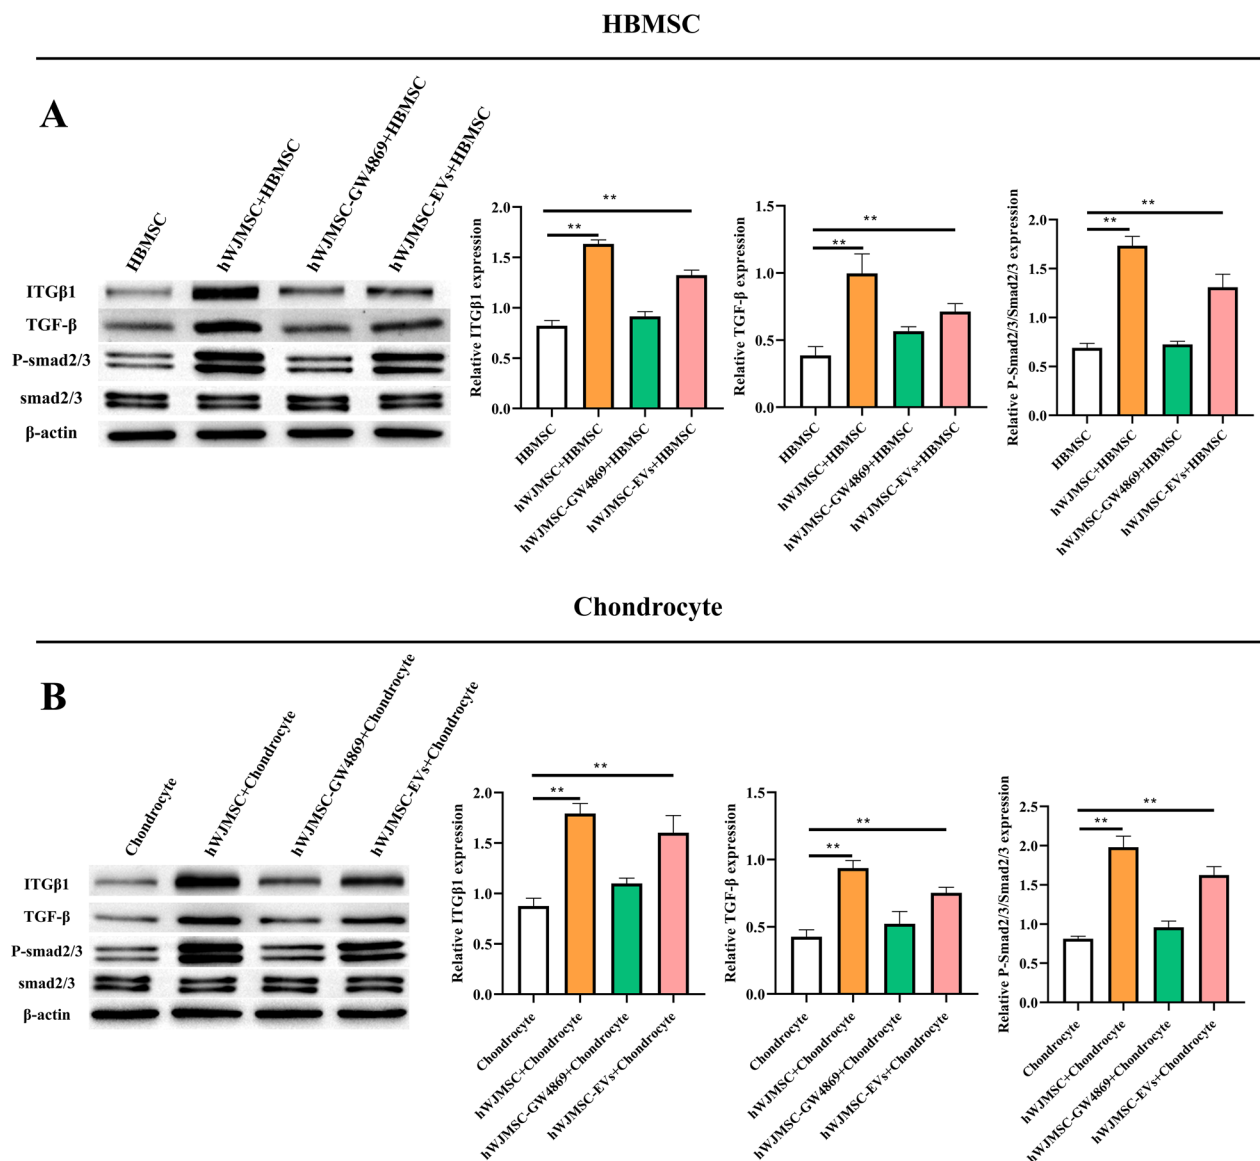 HBMSC
A
HBMSC
hWJMSC+HBMSC
hWJMSC-GW4869+HBMSC
hWJMSC-EVs+HBMSC
ITGβ1
TGF-β
P-smad2/3
smad2/3
β-actin
Relative ITGβ1 expression
2.0
1.5
1.0
0.5
0.0
**
**
HBMSC
hWJMSC+HBMSC
hWJMSC-GW4869+HBMSC
hWJMSC-EVs+HBMSC
Relative TGF-β expression
1.5
1.0
0.5
0.0
**
**
HBMSC
hWJMSC+HBMSC
hWJMSC-GW4869+HBMSC
hWJMSC-EVs+HBMSC
Relative P-Smad2/3/Smad2/3 expression
2.0
1.5
1.0
0.5
0.0
**
**
HBMSC
hWJMSC+HBMSC
hWJMSC-GW4869+HBMSC
hWJMSC-EVs+HBMSC
Chondrocyte
B
Chondrocyte
hWJMSC+Chondrocyte
hWJMSC-GW4869+Chondrocyte
hWJMSC-EVs+Chondrocyte
ITGβ1
TGF-β
P-smad2/3
smad2/3
β-actin
Relative ITGβ1 expression
2.0
1.5
1.0
0.5
0.0
**
**
Chondrocyte
hWJMSC+Chondrocyte
hWJMSC-GW4869+Chondrocyte
hWJMSC-EVs+Chondrocyte
Relative TGF-β expression
1.5
1.0
0.5
0.0
**
**
Chondrocyte
hWJMSC+Chondrocyte
hWJMSC-GW4869+Chondrocyte
hWJMSC-EVs+Chondrocyte
Relative P-Smad2/3/Smad2/3 expression
2.5
2.0
1.5
1.0
0.5
0.0
**
**
Chondrocyte
hWJMSC+Chondrocyte
hWJMSC-GW4869+Chondrocyte
hWJMSC-EVs+Chondrocyte